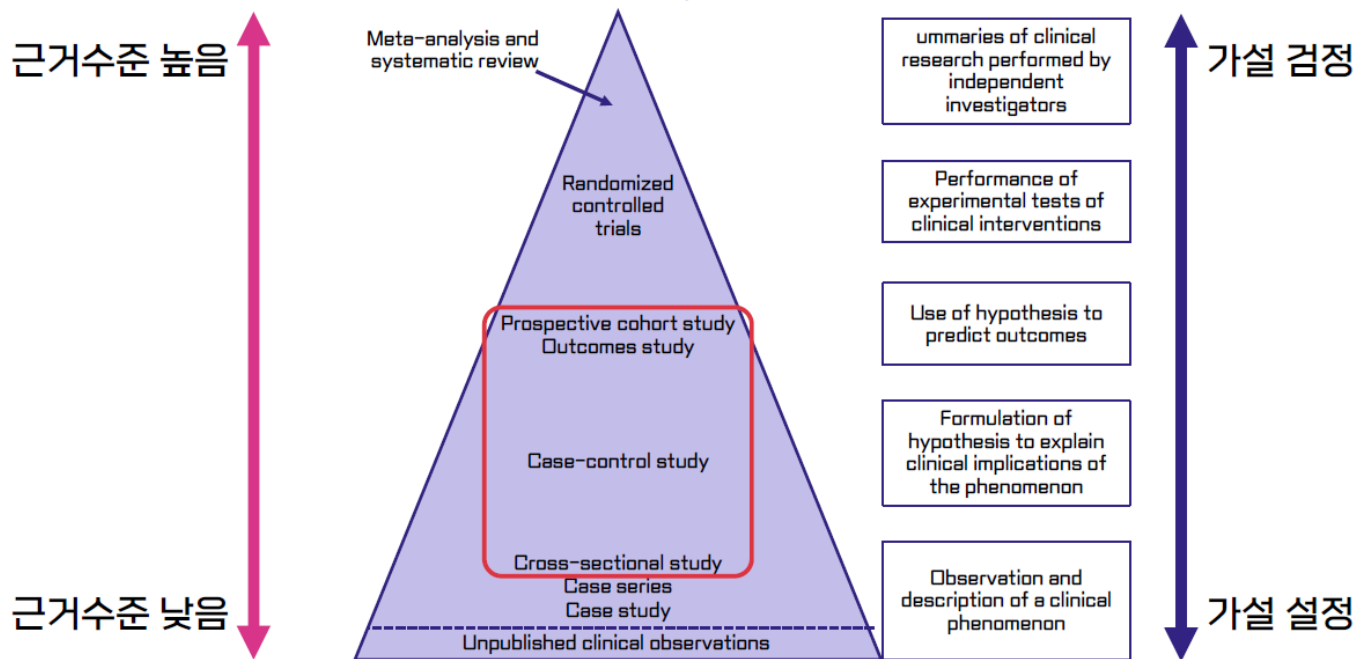 근거수준 높음
근거수준 낮음
Meta-analysis and
systematic review
Randomized
controlled
trials
Prospective cohort study
Outcomes study
Case-control study
Cross-sectional study
Case series
Case study
Unpublished clinical observations
ummaries of clinical
research performed by
independent
investigators
Performance of
experimental tests of
clinical interventions
Use of hypothesis to
predict outcomes
Formulation of
hypothesis to explain
clinical implications of
the phenomenon
Observation and
description of a clinical
phenomenon
가설 검정
가설 설정